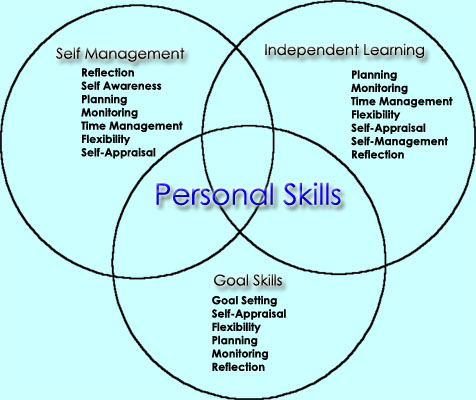 Self Management
Reflection
Self Awareness
Planning
Monitoring
Time Management
Flexibility
Self-Appraisal
Independent Learning
Planning
Monitoring
Time Management
Flexibility
Self-Appraisal
Self-Management
Reflection
Personal Skills
Goal Skills
Goal Setting
Self-Appraisal
Flexibility
Planning
Monitoring
Reflection